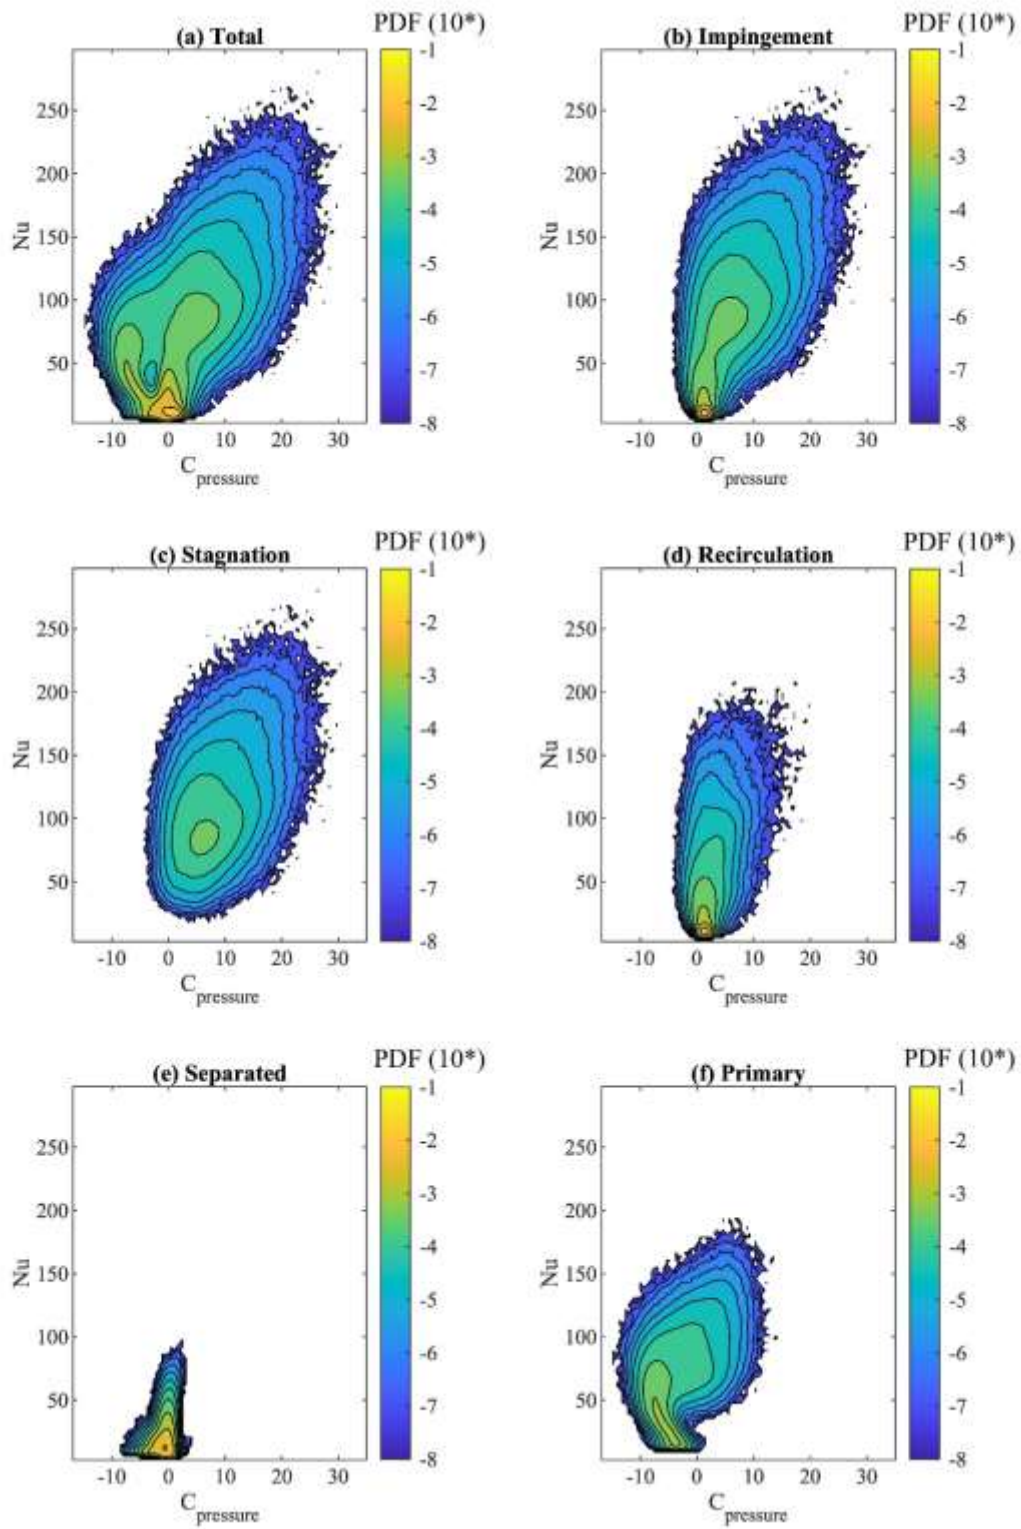 (a) Total
PDF (10*)
-1
-2
-3
-4
-5
-6
-7
-8
250
200
150
100
50
Nu
-10 0 10 20 30
C pressure
(b) Impingement
PDF (10*)
-1
-2
-3
-4
-5
-6
-7
-8
250
200
150
100
50
Nu
-10 0 10 20 30
C pressure
(c) Stagnation
PDF (10*)
-1
-2
-3
-4
-5
-6
-7
-8
250
200
150
100
50
Nu
-10 0 10 20 30
C pressure
(d) Recirculation
PDF (10*)
-1
-2
-3
-4
-5
-6
-7
-8
250
200
150
100
50
Nu
-10 0 10 20 30
C pressure
(e) Separated
PDF (10*)
-1
-2
-3
-4
-5
-6
-7
-8
250
200
150
100
50
Nu
-10 0 10 20 30
C pressure
(f) Primary
PDF (10*)
-1
-2
-3
-4
-5
-6
-7
-8
250
200
150
100
50
Nu
-10 0 10 20 30
C pressure